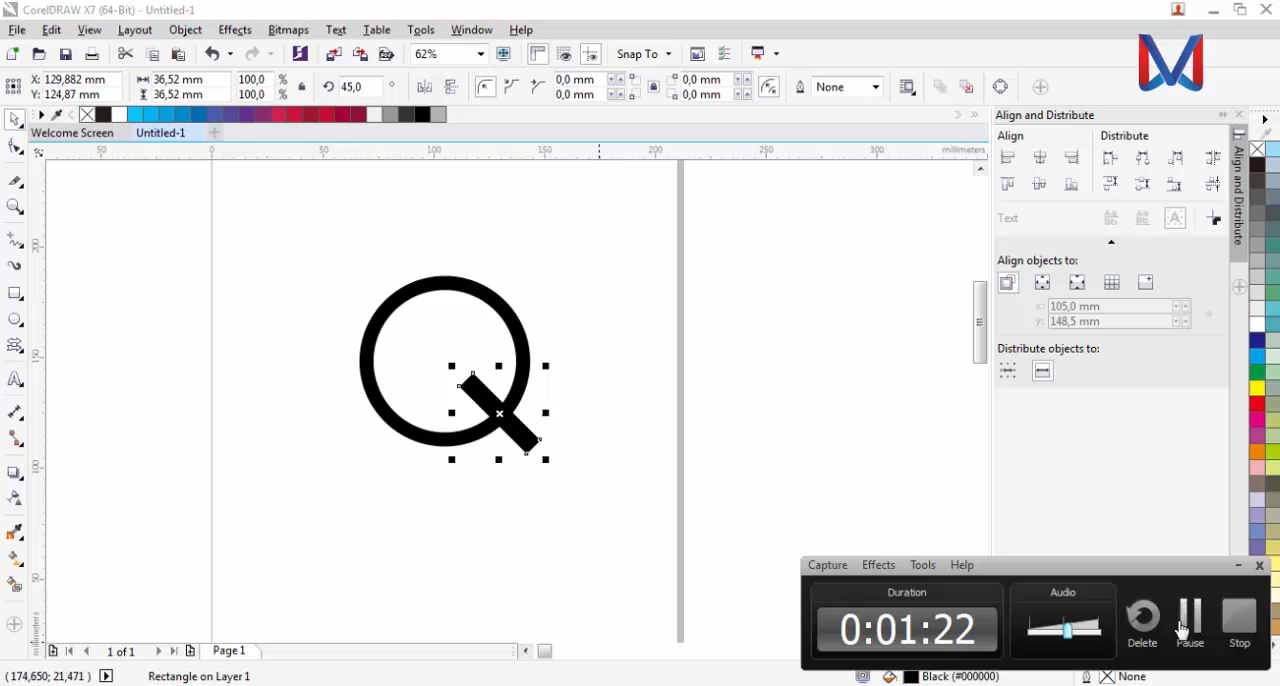 CorelDRAW X7 (64-Bit) - Untitled-1
File Edit View Layout Object Effects Bitmaps Text Table Tools Window Help
62% Snap To
X: 129,882 mm 36,52 mm 100,0 % 45,0 ° 0,0 mm 0,0 mm None
Y: 124,87 mm 36,52 mm 100,0 % 0,0 mm 0,0 mm
Welcome Screen Untitled-1
50 0 50 100 150 200 250 300 millimeters
200
150
100
50
millimeters
Align and Distribute
Align Distribute
Text
Align objects to:
x: 105,0 mm
y: 148,5 mm
Distribute objects to:
Align and Distribute
Capture Effects Tools Help
Duration Audio
0:01:22
Delete Pause Stop
1 of 1 Page 1
( 174,650; 21,471 ) Rectangle on Layer 1 Black (#000000) None